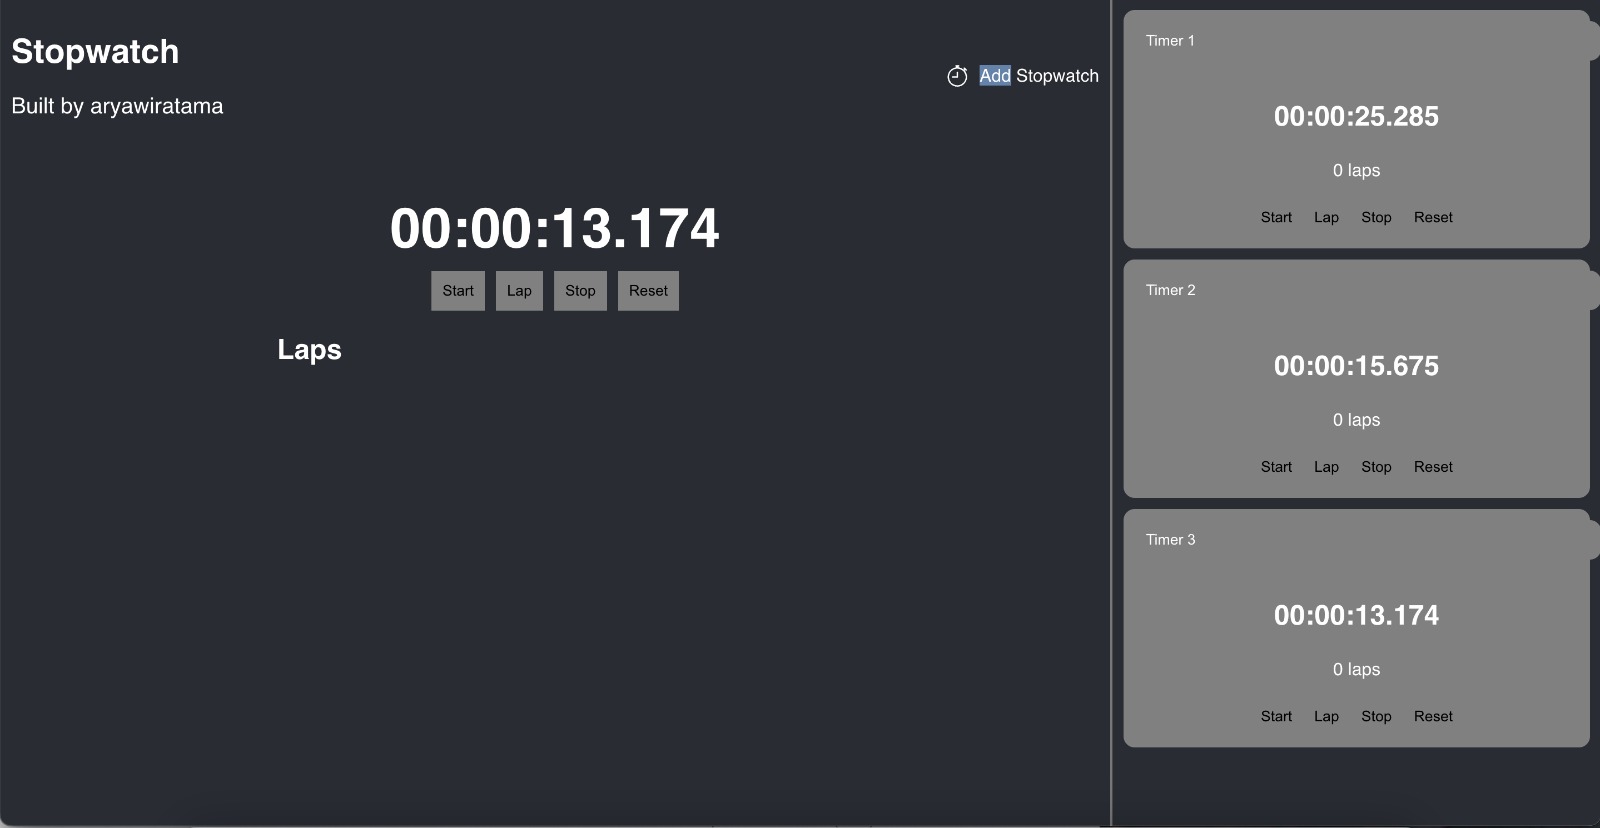 Stopwatch
Built by aryawiratama
Add Stopwatch
00:00:13.174
Start Lap Stop Reset
Laps
Timer 1
00:00:25.285
0 laps
Start Lap Stop Reset
Timer 2
00:00:15.675
0 laps
Start Lap Stop Reset
Timer 3
00:00:13.174
0 laps
Start Lap Stop Reset